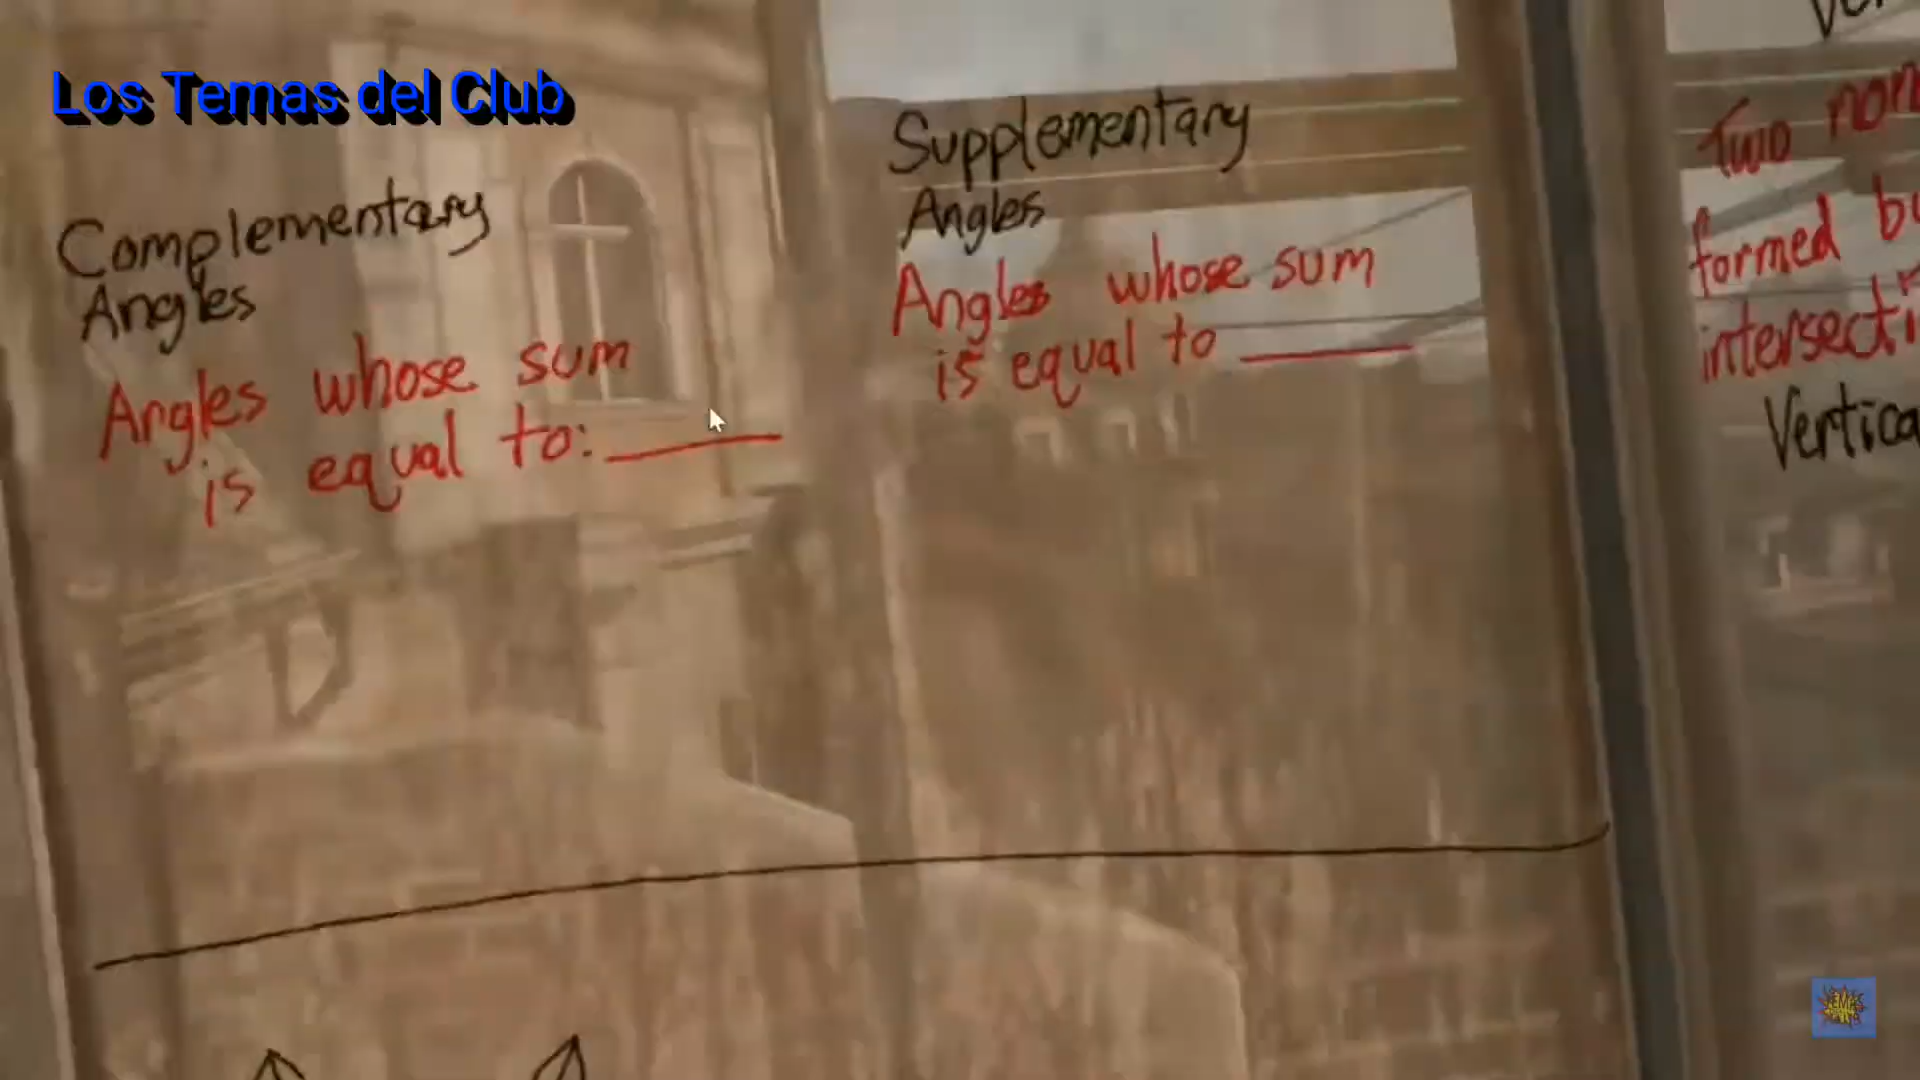 Los Temas del Club
Complementary
Angles
Angles whose sum
is equal to:
Supplementary
Angles
Angles whose sum
is equal to
Two
formed